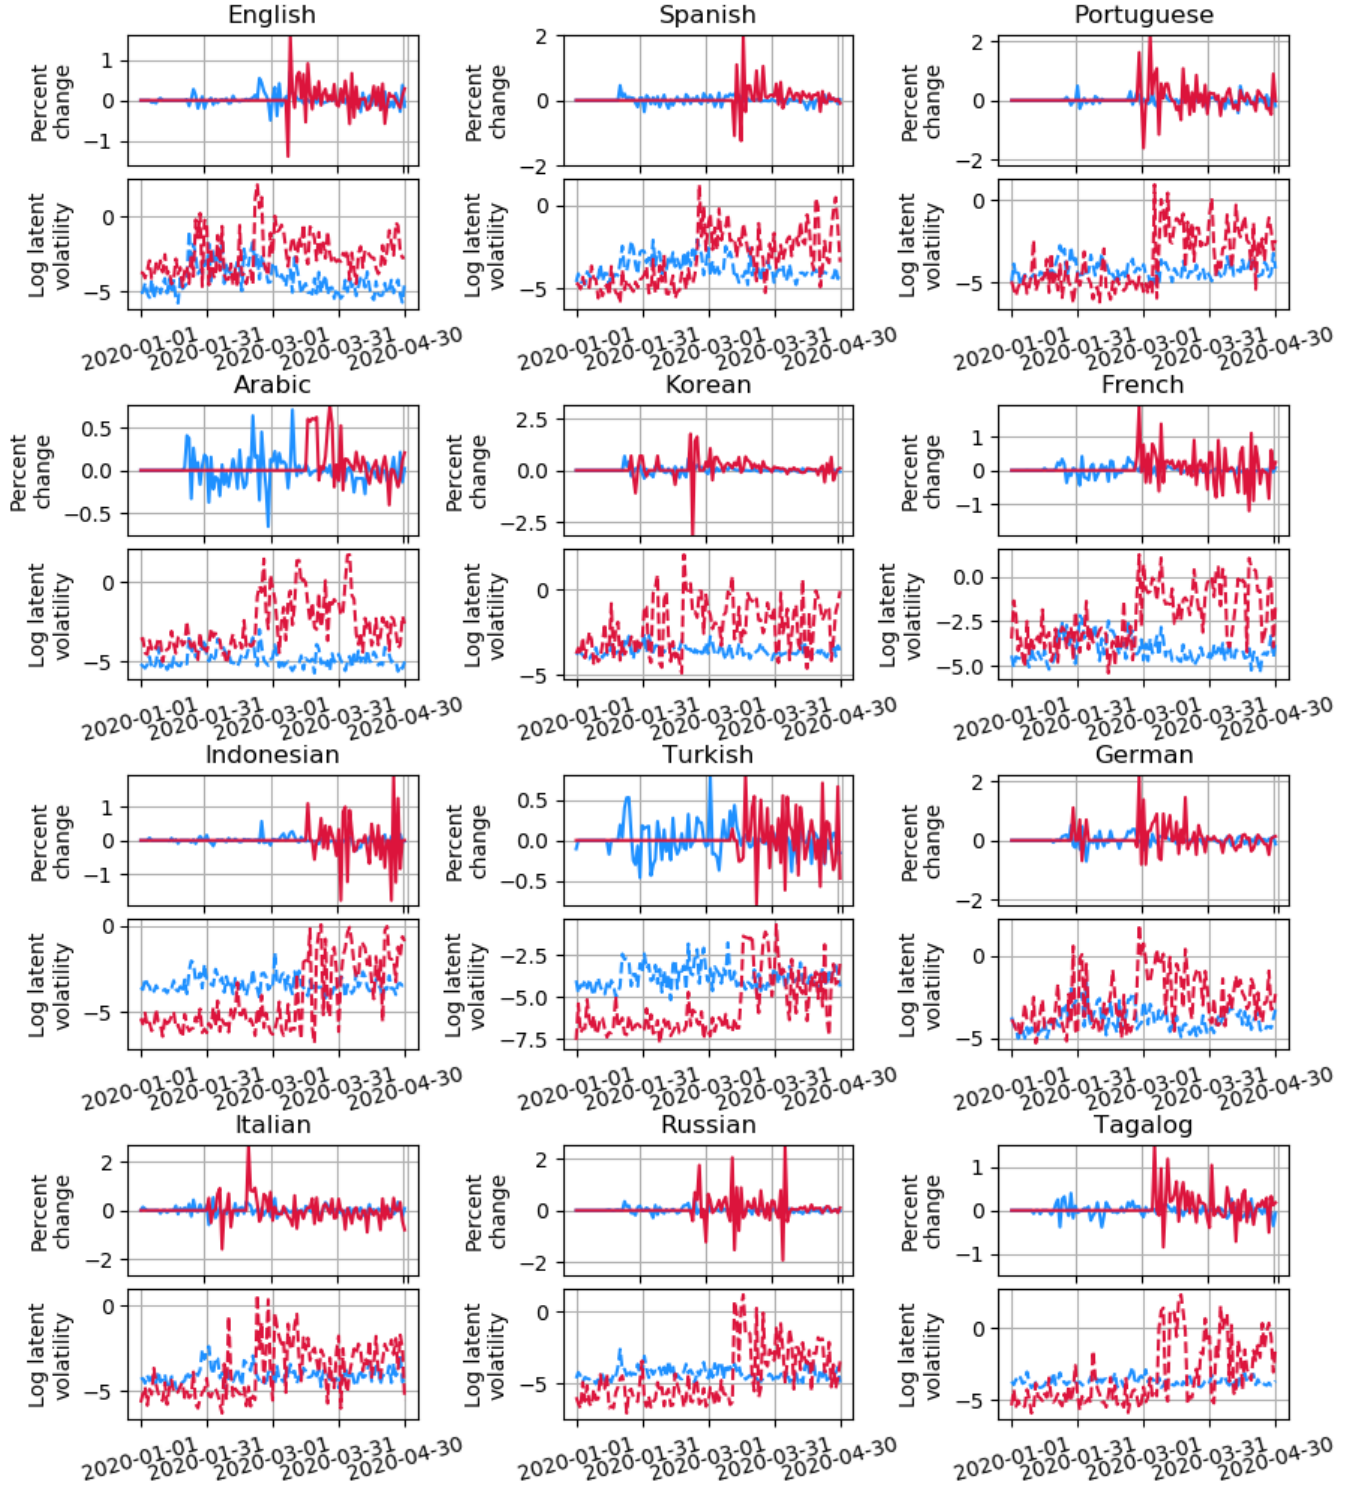 English Spanish Portuguese
Percent change
1
0
−1
Percent change
2
0
−2
Percent change
2
0
−2
Log latent volatility
0
−5
Log latent volatility
0
−5
Log latent volatility
0
−5
2020-01-01 2020-01-31 2020-03-01 2020-03-31 2020-04-30
2020-01-01 2020-01-31 2020-03-01 2020-03-31 2020-04-30
2020-01-01 2020-01-31 2020-03-01 2020-03-31 2020-04-30
Arabic Korean French
Percent change
0.5
0.0
−0.5
Percent change
2.5
0.0
−2.5
Percent change
1
0
−1
Log latent volatility
0
−5
Log latent volatility
0
−5
Log latent volatility
0.0
−2.5
−5.0
2020-01-01 2020-01-31 2020-03-01 2020-03-31 2020-04-30
2020-01-01 2020-01-31 2020-03-01 2020-03-31 2020-04-30
2020-01-01 2020-01-31 2020-03-01 2020-03-31 2020-04-30
Indonesian Turkish German
Percent change
1
0
−1
Percent change
0.5
0.0
−0.5
Percent change
2
0
−2
Log latent volatility
0
−5
Log latent volatility
−2.5
−5.0
−7.5
Log latent volatility
0
−5
2020-01-01 2020-01-31 2020-03-01 2020-03-31 2020-04-30
2020-01-01 2020-01-31 2020-03-01 2020-03-31 2020-04-30
2020-01-01 2020-01-31 2020-03-01 2020-03-31 2020-04-30
Italian Russian Tagalog
Percent change
2
0
−2
Percent change
2
0
−2
Percent change
1
0
−1
Log latent volatility
0
−5
Log latent volatility
0
−5
Log latent volatility
0
−5
2020-01-01 2020-01-31 2020-03-01 2020-03-31 2020-04-30
2020-01-01 2020-01-31 2020-03-01 2020-03-31 2020-04-30
2020-01-01 2020-01-31 2020-03-01 2020-03-31 2020-04-30